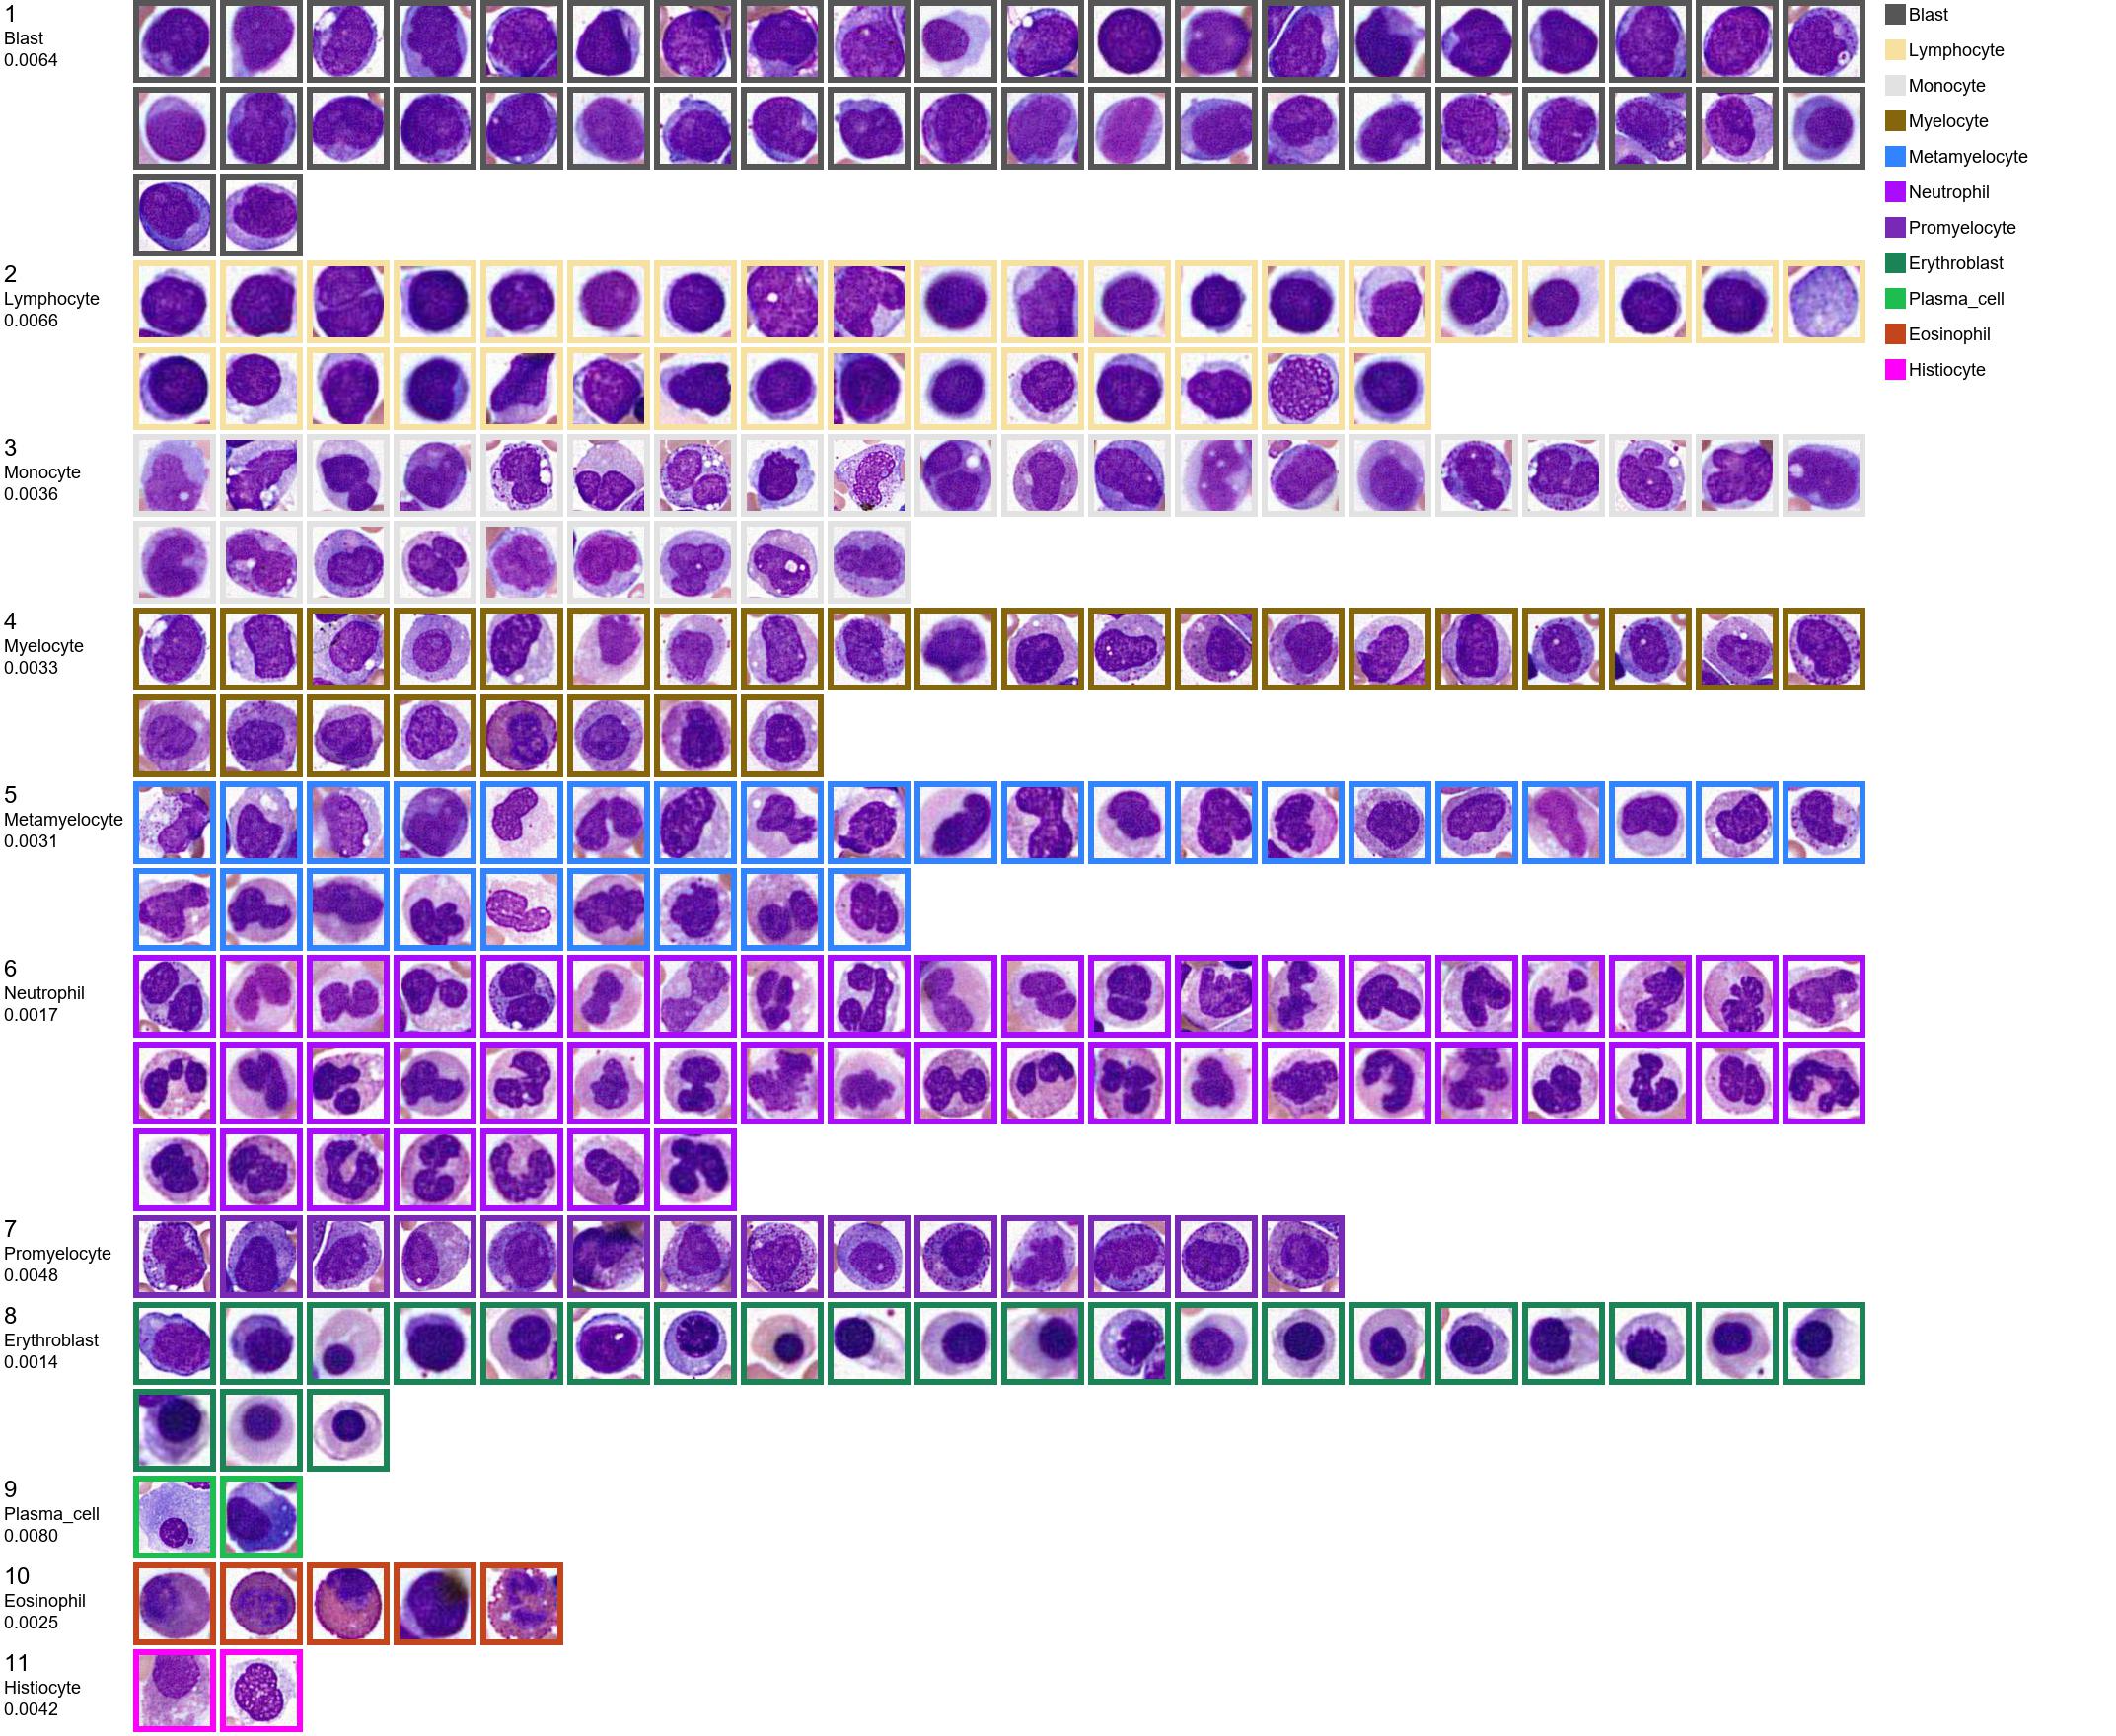 1
Blast
0.0064
2
Lymphocyte
0.0066
3
Monocyte
0.0036
4
Myelocyte
0.0033
5
Metamyelocyte
0.0031
6
Neutrophil
0.0017
7
Promyelocyte
0.0048
8
Erythroblast
0.0014
9
Plasma_cell
0.0080
10
Eosinophil
0.0025
11
Histiocyte
0.0042
Blast
Lymphocyte
Monocyte
Myelocyte
Metamyelocyte
Neutrophil
Promyelocyte
Erythroblast
Plasma_cell
Eosinophil
Histiocyte